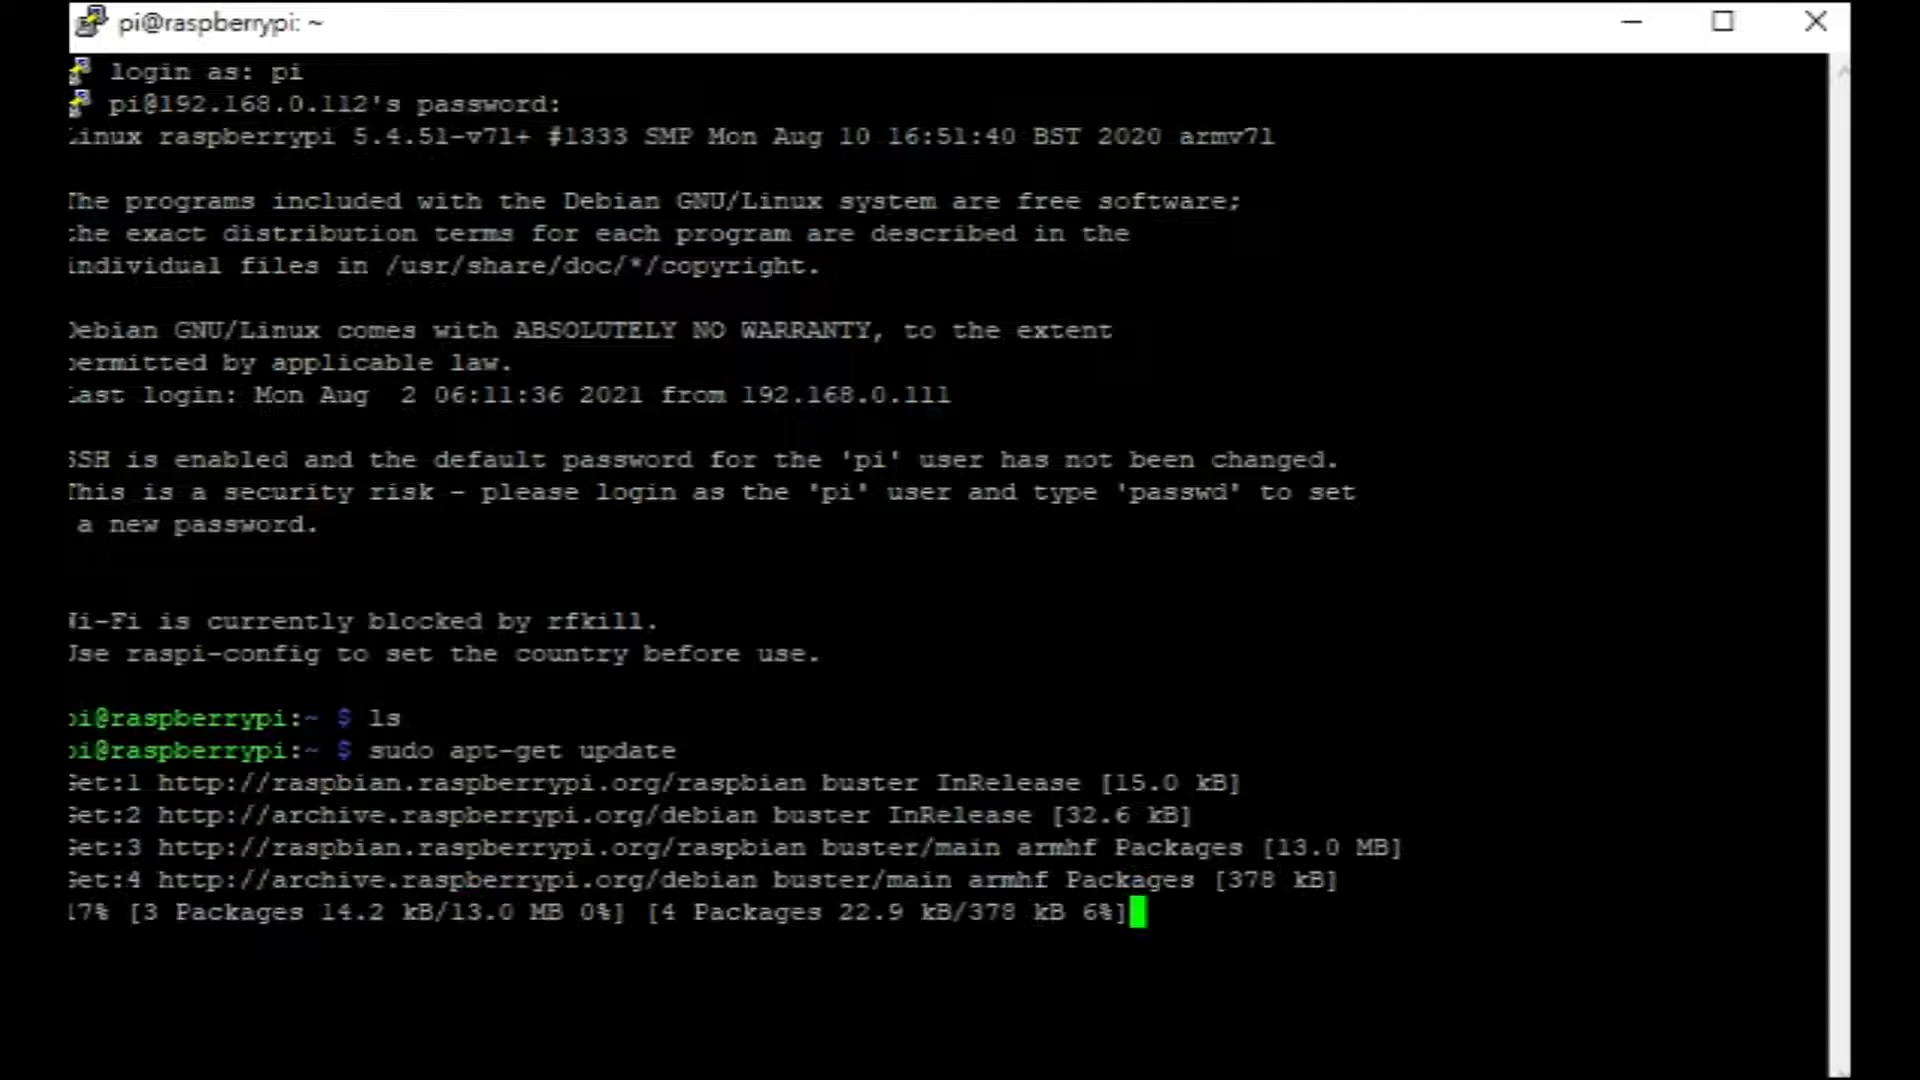 pi@raspberrypi: ~
login as: pi
pi@192.168.0.112's password:
Linux raspberrypi 5.4.51-v7l+ #1333 SMP Mon Aug 10 16:51:40 BST 2020 armv7l
The programs included with the Debian GNU/Linux system are free software;
the exact distribution terms for each program are described in the
individual files in /usr/share/doc/*/copyright.
Debian GNU/Linux comes with ABSOLUTELY NO WARRANTY, to the extent
permitted by applicable law.
Last login: Mon Aug  2 06:11:36 2021 from 192.168.0.111
SSH is enabled and the default password for the 'pi' user has not been changed.
This is a security risk - please login as the 'pi' user and type 'passwd' to set
a new password.
Wi-Fi is currently blocked by rfkill.
Use raspi-config to set the country before use.
pi@raspberrypi:~ $ ls
pi@raspberrypi:~ $ sudo apt-get update
Get:1 http://raspbian.raspberrypi.org/raspbian buster InRelease [15.0 kB]
Get:2 http://archive.raspberrypi.org/debian buster InRelease [32.6 kB]
Get:3 http://raspbian.raspberrypi.org/raspbian buster/main armhf Packages [13.0 MB]
Get:4 http://archive.raspberrypi.org/debian buster/main armhf Packages [378 kB]
17% [3 Packages 14.2 kB/13.0 MB 0%] [4 Packages 22.9 kB/378 kB 6%]